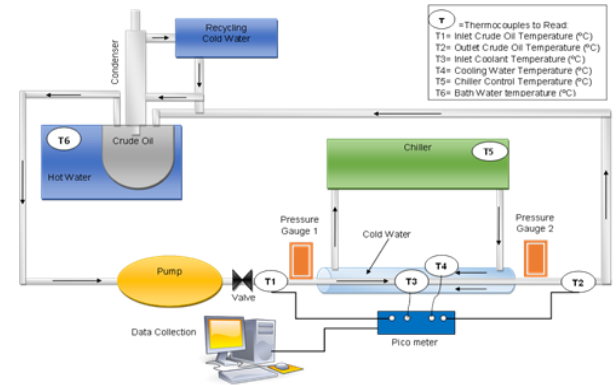 Recycling
Cold Water
Condenser
T =Thermocouples to Read:
T1= Inlet Crude Oil Temperature (ºC)
T2= Outlet Crude Oil Temperature (ºC)
T3= Inlet Coolant Temperature (ºC)
T4= Cooling Water Temperature (ºC)
T5= Chiller Control Temperature (ºC)
T6= Bath Water temperature (ºC)
T6
Crude Oil
Hot Water
Chiller
T5
Pressure
Gauge 1
Cold Water
Pressure
Gauge 2
Pump
Valve
T1
T3
T4
T2
Data Collection
Pico meter